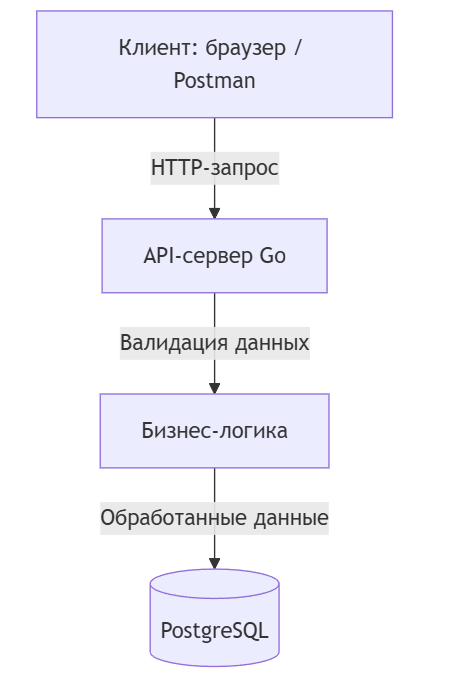 Клиент: браузер /
Postman
HTTP-запрос
API-сервер Go
Валидация данных
Бизнес-логика
Обработанные данные
PostgreSQL